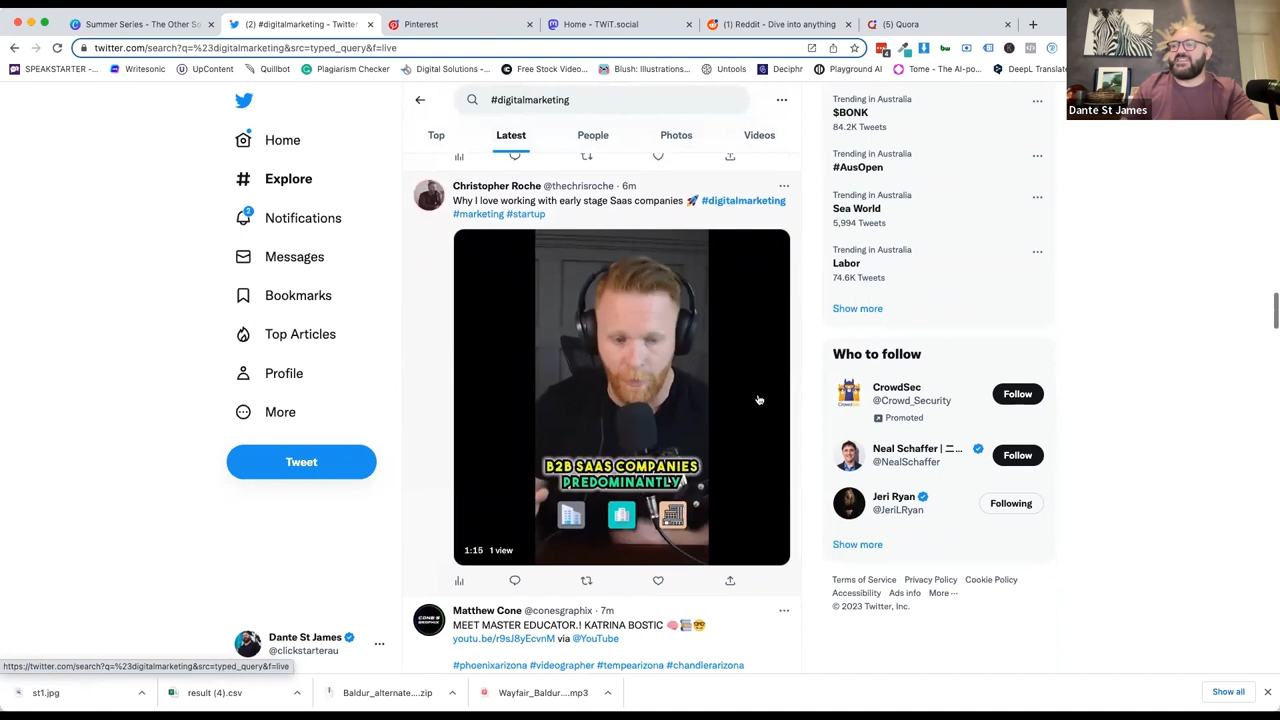 Summer Series - The Other So
(2) #digitalmarketing - Twitter
Pinterest
Home - TWiT.social
(1) Reddit - Dive into anything
(5) Quora
twitter.com/search?q=%23digitalmarketing&src=typed_query&f=live
SPEAKSTARTER -...
Writesonic
UpContent
Quillbot
Plagiarism Checker
Digital Solutions -...
Free Stock Video...
Blush: Illustrations...
Untools
Deciphr
Playground AI
Tome - The AI-po...
DeepL Translate
Dante St James
Home
Explore
Notifications
2
Messages
Bookmarks
Top Articles
Profile
More
Tweet
Dante St James
@clickstarterau
#digitalmarketing
Top
Latest
People
Photos
Videos
Christopher Roche @thechrisroche · 6m
Why I love working with early stage Saas companies 🚀 #digitalmarketing
#marketing #startup
B2B SAAS COMPANIES
PREDOMINANTLY
1:15 1 view
CONE'S
Matthew Cone @conesgraphix · 7m
MEET MASTER EDUCATOR.! KATRINA BOSTIC 🧠📚🤓
youtu.be/r9sJ8yEcvnM via @YouTube
#phoenixarizona #videographer #tempearizona #chandlerarizona
Trending in Australia
$BONK
84.2K Tweets
Trending in Australia
#AusOpen
Trending in Australia
Sea World
5,994 Tweets
Trending in Australia
Labor
74.6K Tweets
Show more
Who to follow
CrowdSec
@Crowd_Security
Promoted
Follow
Neal Schaffer | ニ...
@NealSchaffer
Follow
Jeri Ryan
@JeriLRyan
Following
Show more
Terms of Service Privacy Policy Cookie Policy
Accessibility Ads info More ···
© 2023 Twitter, Inc.
https://twitter.com/search?q=%23digitalmarketing&src=typed_query&f=live
st1.jpg
result (4).csv
Baldur_alternate....zip
Wayfair_Baldur....mp3
Show all